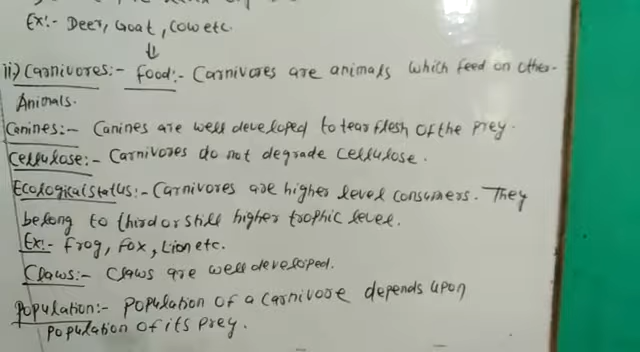 Ex:- Deer, Goat, Cow etc.
↓
ii) Carnivores:- Food:- Carnivores are animals which feed on other-
Animals.
Canines:- Canines are well developed to tear flesh of the prey.
Cellulose:- Carnivores do not degrade cellulose.
Ecological status:- Carnivores are higher level consumers. They
belong to third or still higher trophic level.
Ex:- Frog, Fox, Lion etc.
Claws:- Claws are well developed.
Population:- Population of a carnivore depends upon
population of its prey.